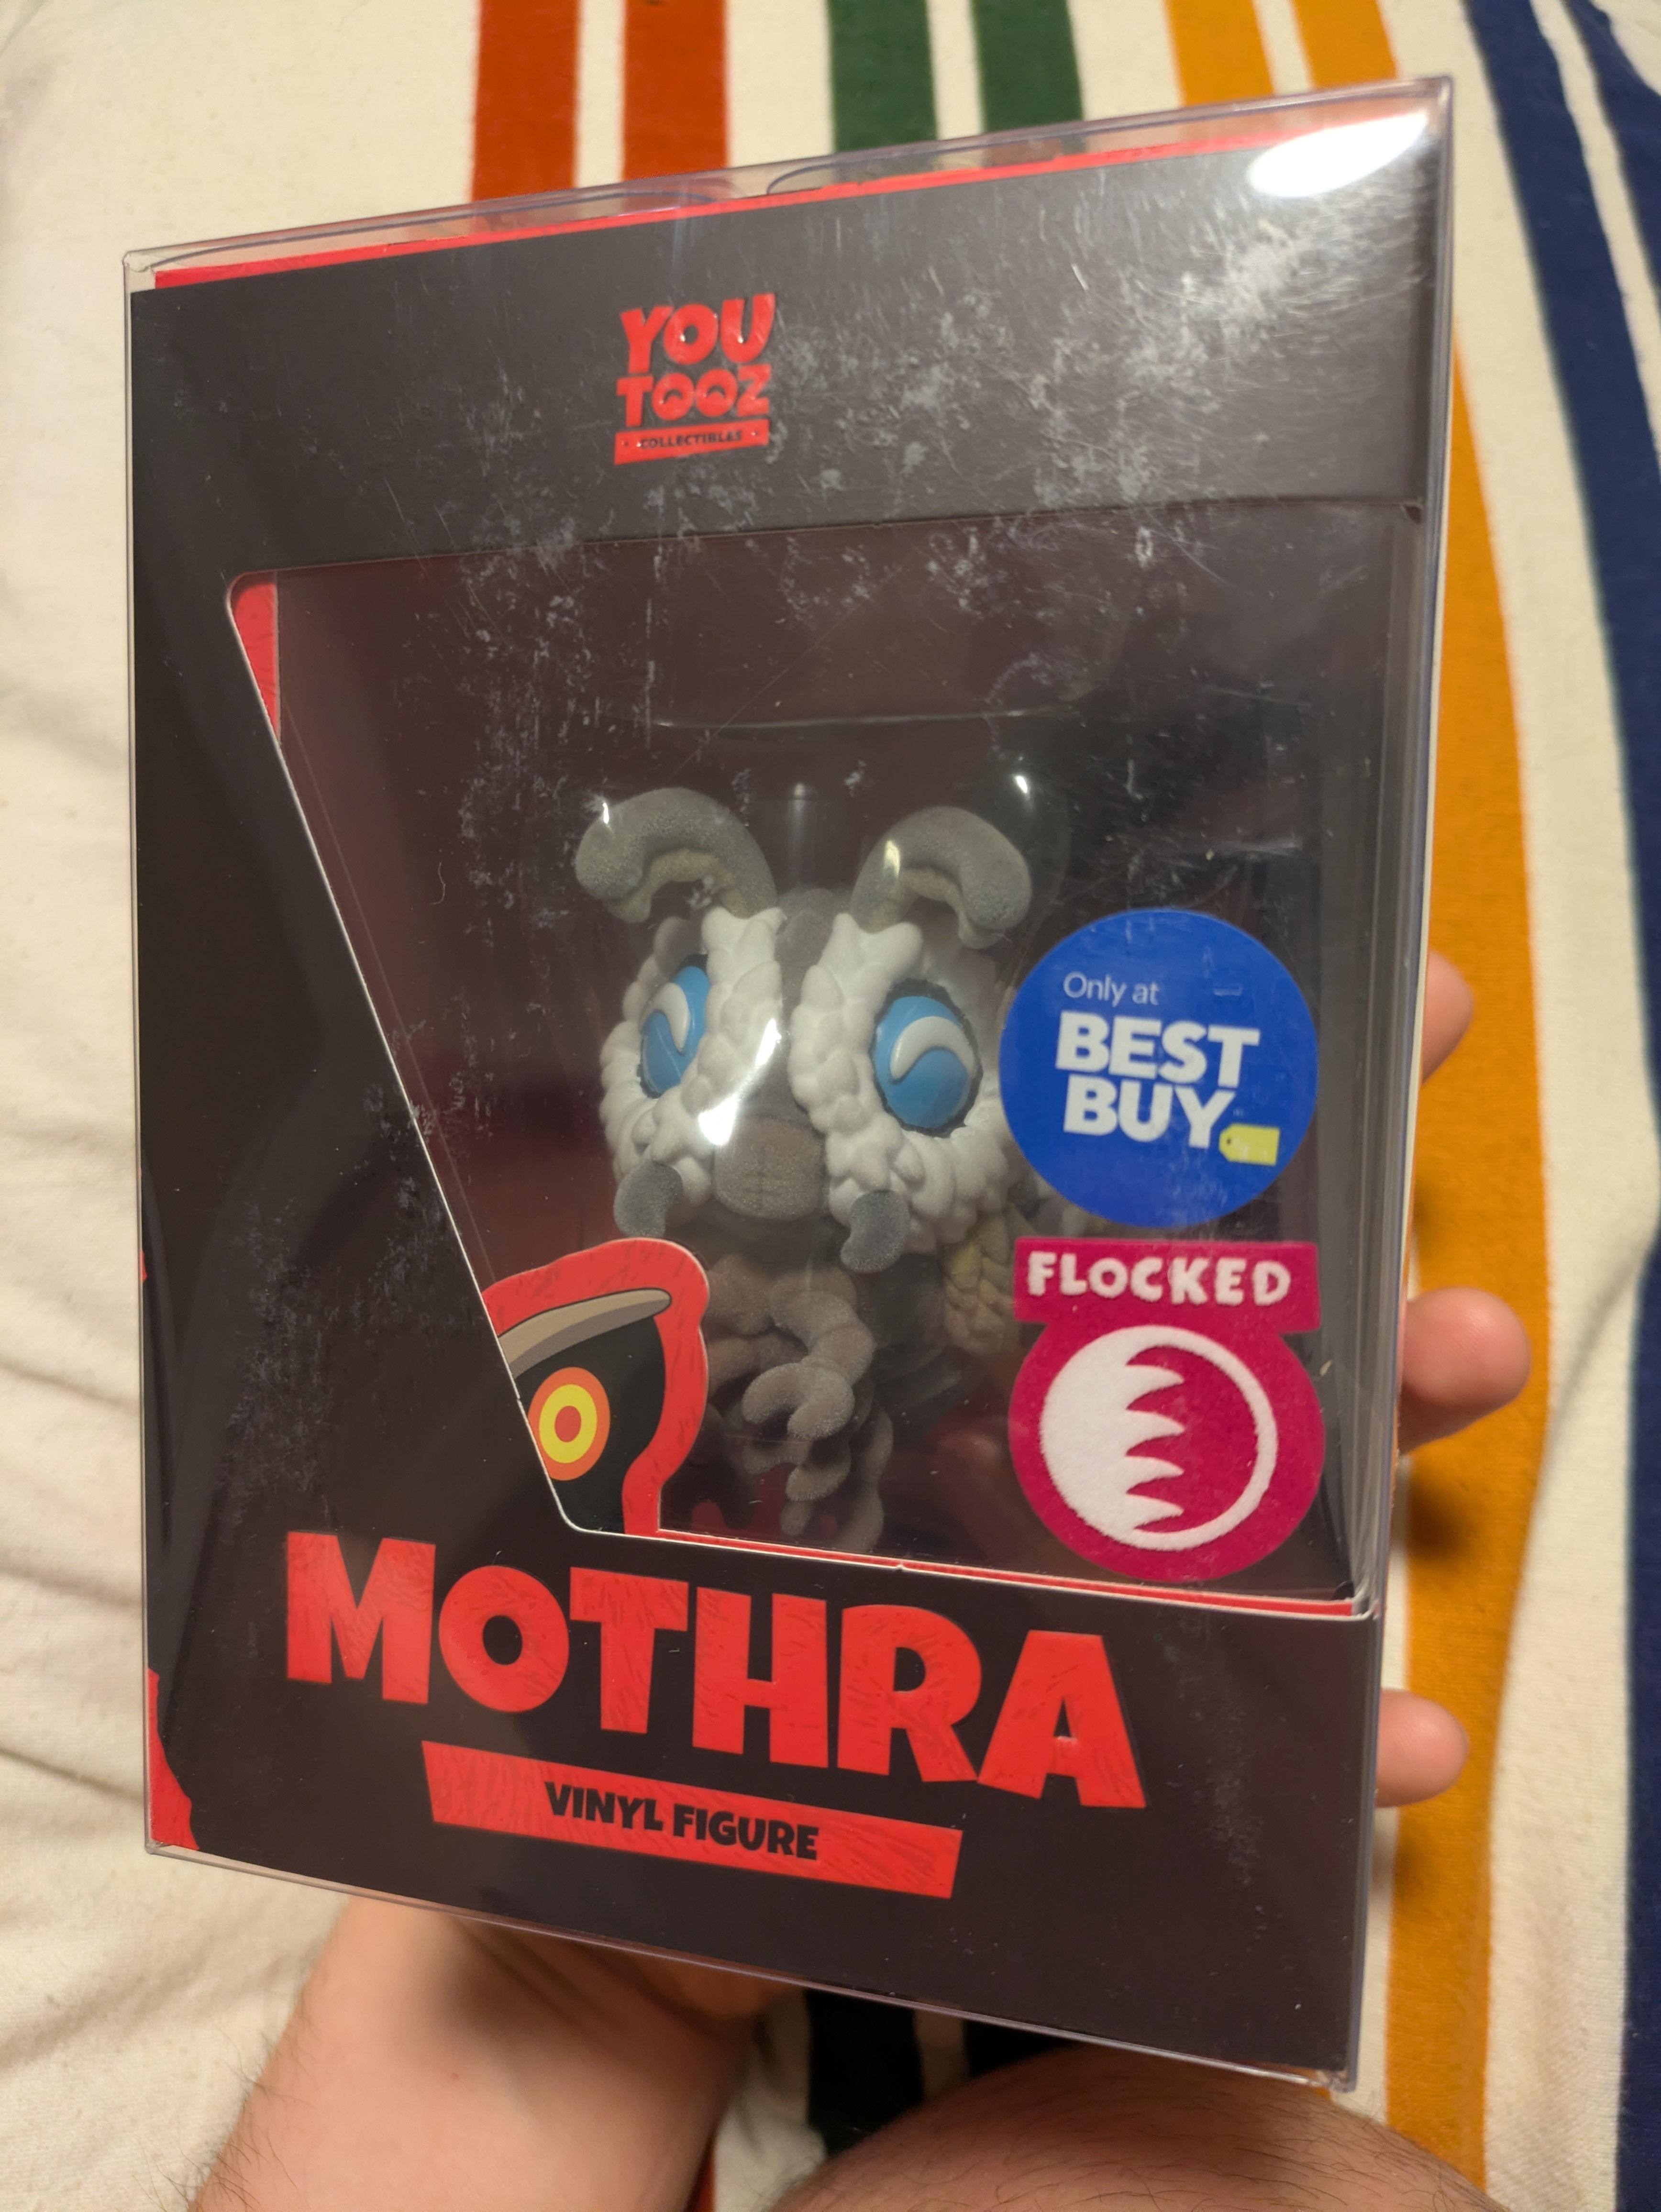 YOU
TOOZ
COLLECTIBLES
Only at
BEST
BUY
FLOCKED
MOTHRA
VINYL FIGURE